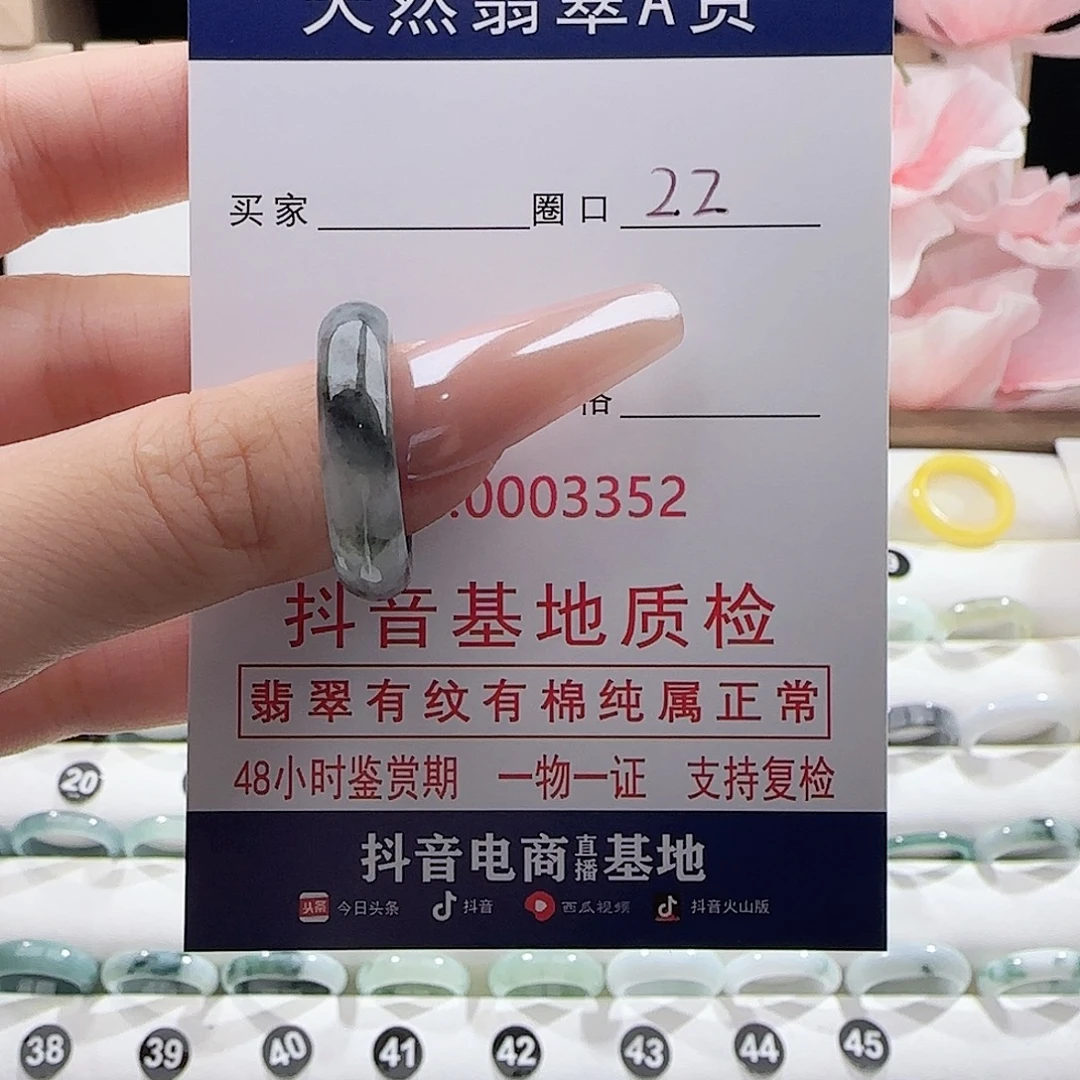 天然翡翠A货
买家 圈口 22
.0003352
抖音基地质检
翡翠有纹有棉纯属正常
48小时鉴赏期 一物一证 支持复检
抖音电商直播基地
头条 今日头条 抖音 西瓜视频 抖音火山版
20
38 39 40 41 42 43 44 45